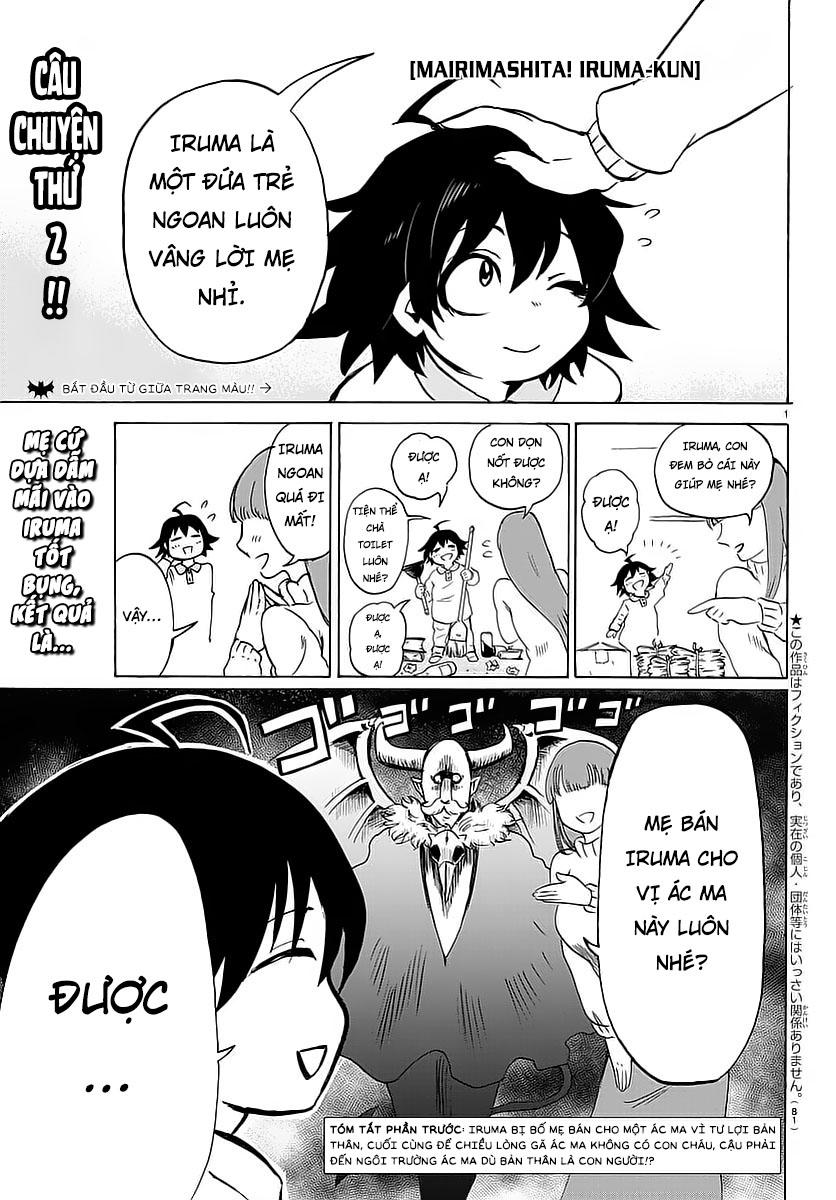 [MAIRIMASHITA! IRUMA-KUN]
CÂU
CHUYỆN
THỨ
2!!
IRUMA LÀ
MỘT ĐỨA TRẺ
NGOAN LUÔN
VÂNG LỜI MẸ
NHỈ.
BẮT ĐẦU TỪ GIỮA TRANG MÀU!! →
1
IRUMA, CON
ĐEM BỎ CÁI NÀY
GIÚP MẸ NHÉ?
ĐƯỢC
Ạ!
CON DỌN
NỐT ĐƯỢC
KHÔNG?
ĐƯỢC
Ạ!
TIỆN THỂ
CHÀ
TOILET
LUÔN
NHÉ?
ĐƯỢC
Ạ,
ĐƯỢC
Ạ!
IRUMA
NGOAN
QUÁ ĐI
MẤT!
VẬY...
MẸ CỨ
DỰA DẪM
MÃI VÀO
IRUMA
TỐT
BỤNG,
KẾT QUẢ
LÀ...
ゴゴゴゴ
MẸ BÁN
IRUMA CHO
VỊ ÁC MA
NÀY LUÔN
NHÉ?
ĐƯỢC
...
TÓM TẮT PHẦN TRƯỚC: IRUMA BỊ BỐ MẸ BÁN CHO MỘT ÁC MA VÌ TƯ LỢI BẢN
THÂN, CUỐI CÙNG ĐỂ CHIỀU LÒNG GÃ ÁC MA KHÔNG CÓ CON CHÁU, CẬU PHẢI
ĐẾN NGÔI TRƯỜNG ÁC MA DÙ BẢN THÂN LÀ CON NGƯỜI!?
★この作品はフィクションであり、実在の個人・団体等にはいっさい関係ありません。(81)